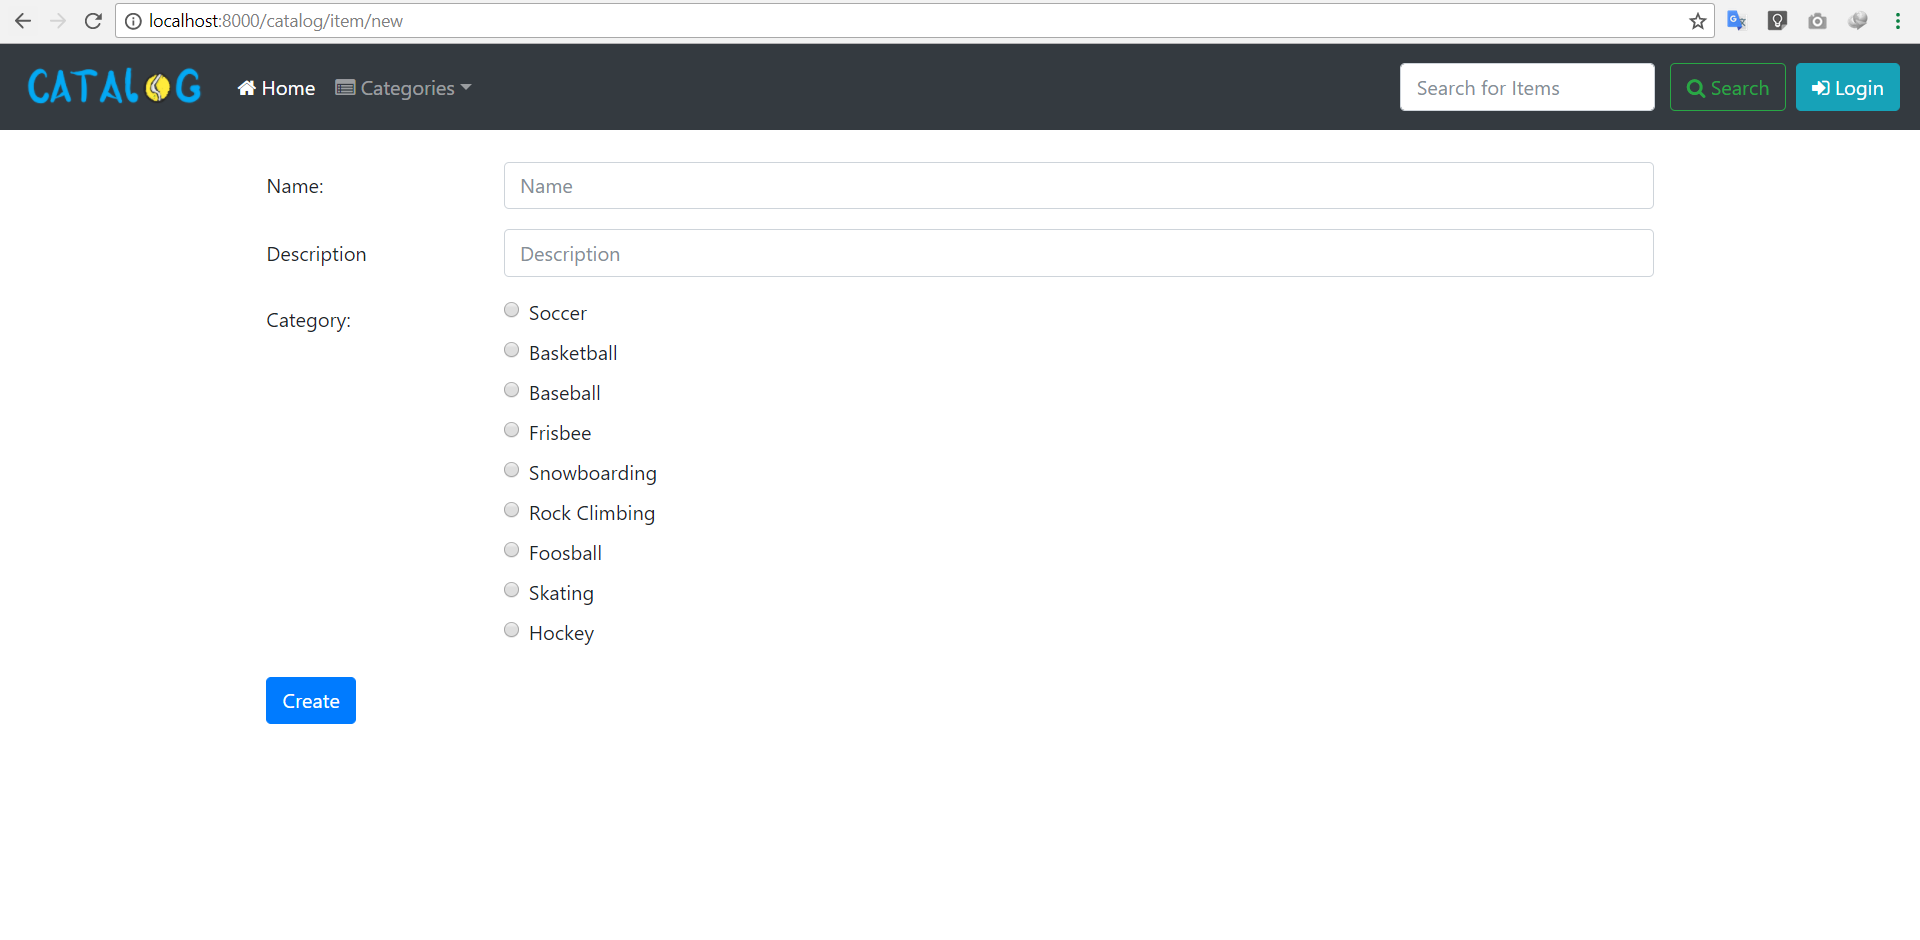 localhost:8000/catalog/item/new
CATALOG Home Categories Search for Items Search Login
Name: Name
Description Description
Category: Soccer
Basketball
Baseball
Frisbee
Snowboarding
Rock Climbing
Foosball
Skating
Hockey
Create